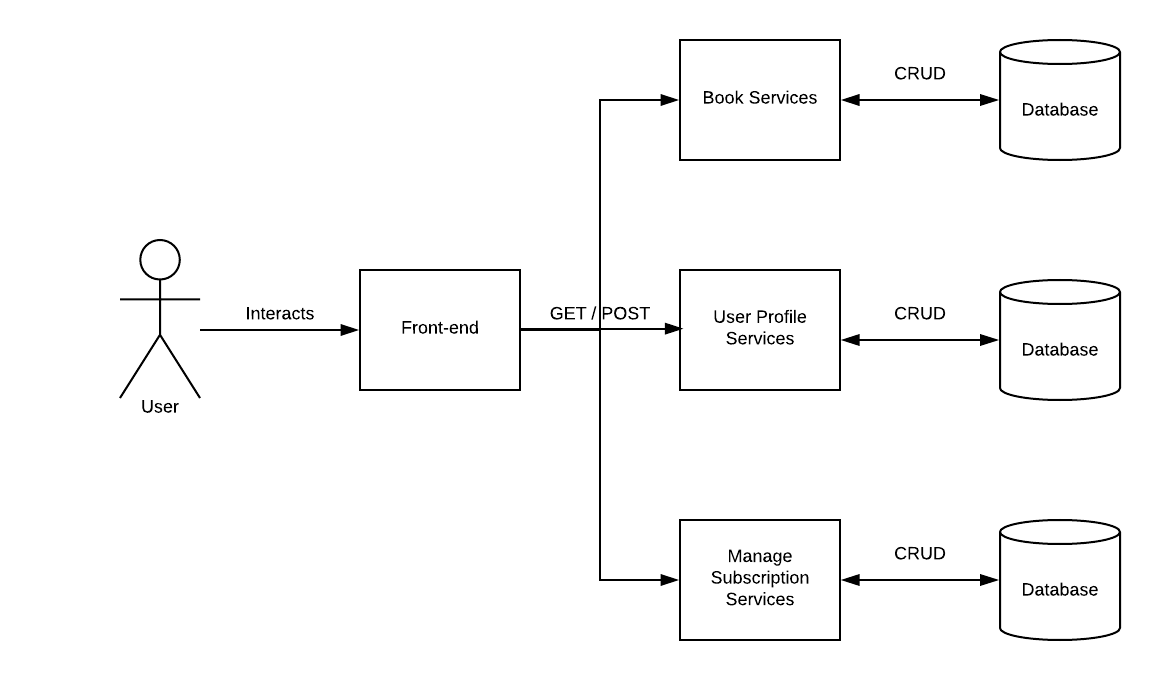 CRUD
Book Services
Database
Interacts
GET / POST
CRUD
Front-end
User Profile
Services
Database
User
CRUD
Manage
Subscription
Services
Database